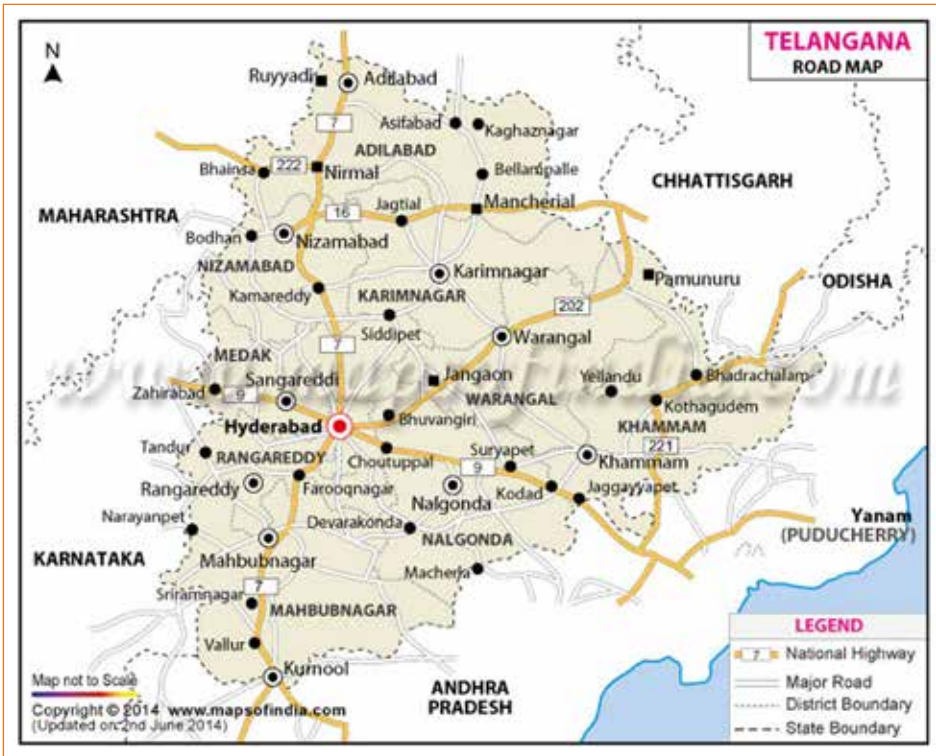 TELANGANA
ROAD MAP
N
Ruyyadi
Adilabad
7
Asifabad
Kaghaznagar
ADILABAD
Bhainsa
222
Nirmal
Bellampalle
CHHATTISGARH
MAHARASHTRA
16
Jagtial
Mancherial
Bodhan
Nizamabad
NIZAMABAD
Karimnagar
Pamunuru
ODISHA
Kamareddy
KARIMNAGAR
202
Siddipet
7
Warangal
MEDAK
www.mapsofindia.com
Sangareddi
Jangaon
Yellandu
Bhadrachalam
Zahirabad
9
WARANGAL
Kothagudem
Hyderabad
Bhuvangiri
KHAMMAM
Tandur
RANGAREDDY
Choutuppal
Suryapet
221
9
Khammam
Rangareddy
Farooqnagar
Nalgonda
Kodad
Jaggayyapet
Narayanpet
Devarakonda
NALGONDA
Yanam
(PUDUCHERRY)
KARNATAKA
Mahbubnagar
Macherla
7
Sriramnagar
MAHBUBNAGAR
Vallur
Kurnool
ANDHRA
PRADESH
LEGEND
7 National Highway
Major Road
District Boundary
State Boundary
Map not to Scale
Copyright © 2014 www.mapsofindia.com
(Updated on 2nd June 2014)